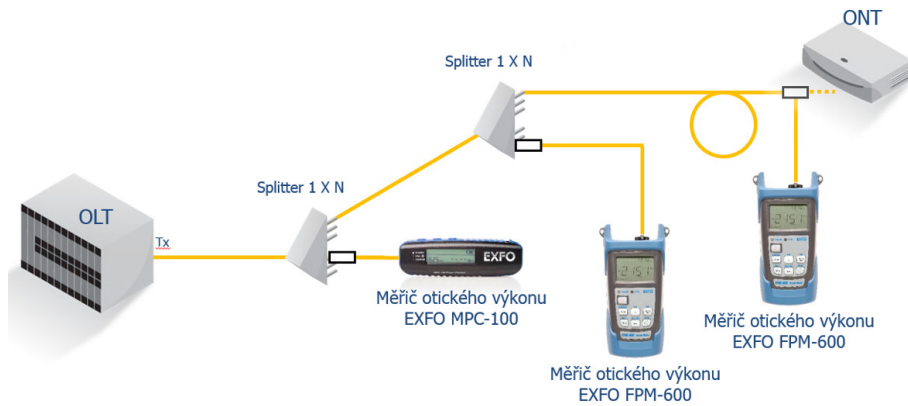 ONT
Splitter 1 X N
Splitter 1 X N
OLT
Tx
EXFO
Měřič otického výkonu
EXFO MPC-100
Měřič otického výkonu
EXFO FPM-600
Měřič otického výkonu
EXFO FPM-600